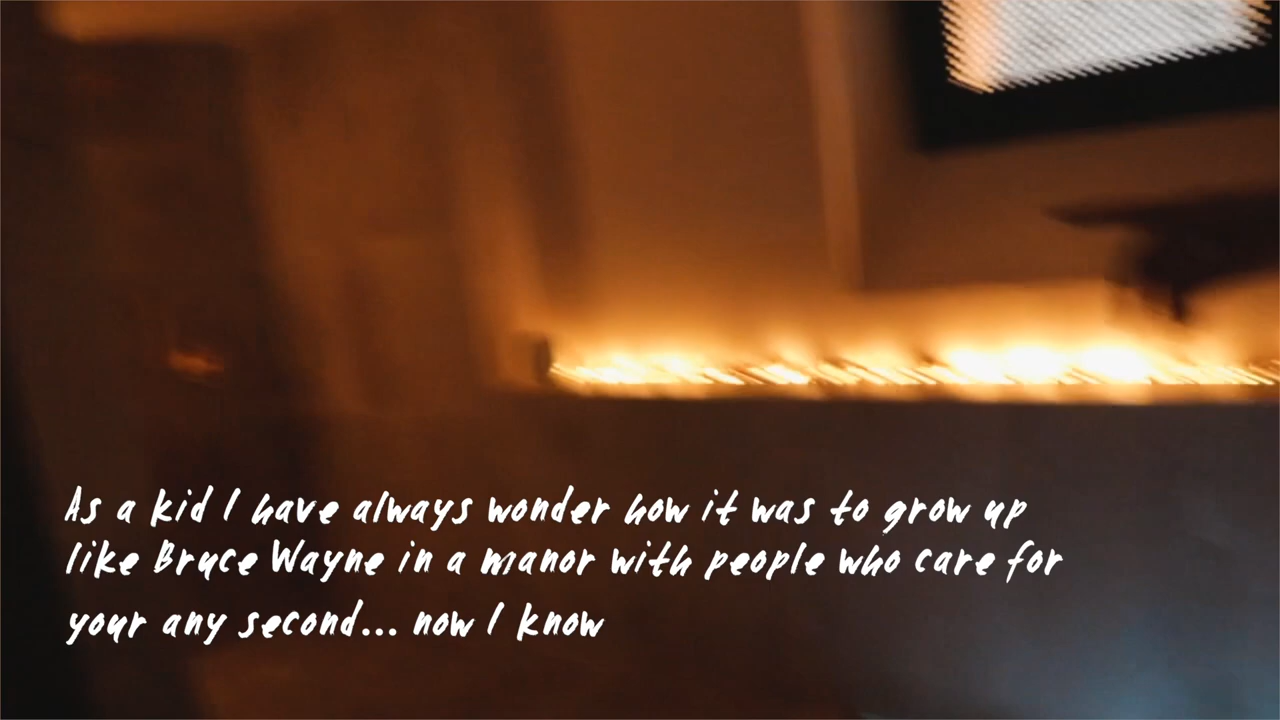 As a kid I have always wonder how it was to grow up
like Bruce Wayne in a manor with people who care for
your any second... now I know